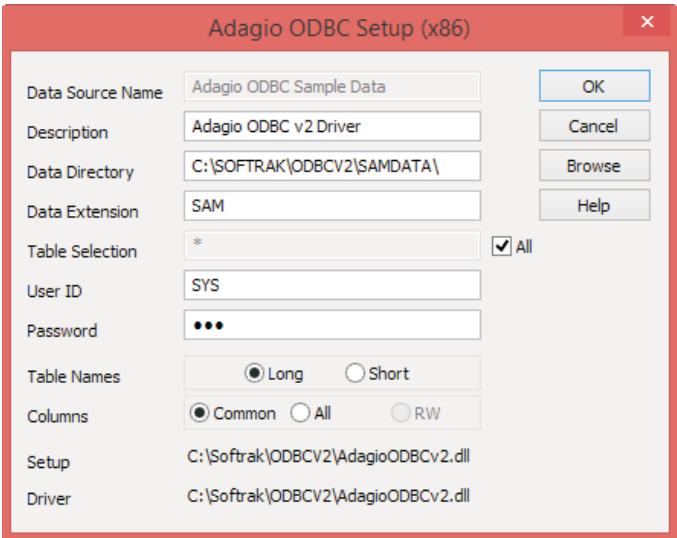 Adagio ODBC Setup (x86)
Data Source Name Adagio ODBC Sample Data OK
Description Adagio ODBC v2 Driver Cancel
Data Directory C:\SOFTRAK\ODBCV2\SAMDATA\ Browse
Data Extension SAM Help
Table Selection * All
User ID SYS
Password •••
Table Names Long Short
Columns Common All RW
Setup C:\Softrak\ODBCV2\AdagioODBCv2.dll
Driver C:\Softrak\ODBCV2\AdagioODBCv2.dll